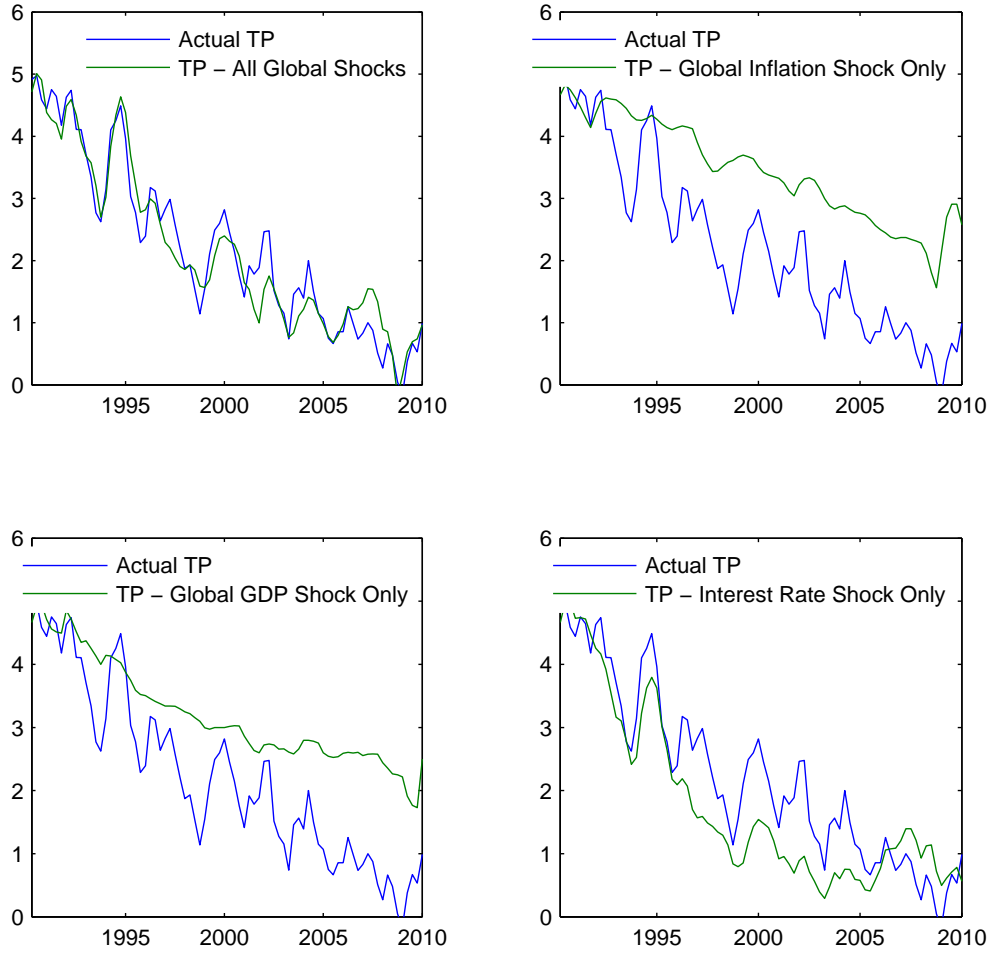 6
5
4
3
2
1
0
Actual TP
TP − All Global Shocks
1995 2000 2005 2010
6
5
4
3
2
1
0
Actual TP
TP − Global Inflation Shock Only
1995 2000 2005 2010
6
5
4
3
2
1
0
Actual TP
TP − Global GDP Shock Only
1995 2000 2005 2010
6
5
4
3
2
1
0
Actual TP
TP − Interest Rate Shock Only
1995 2000 2005 2010